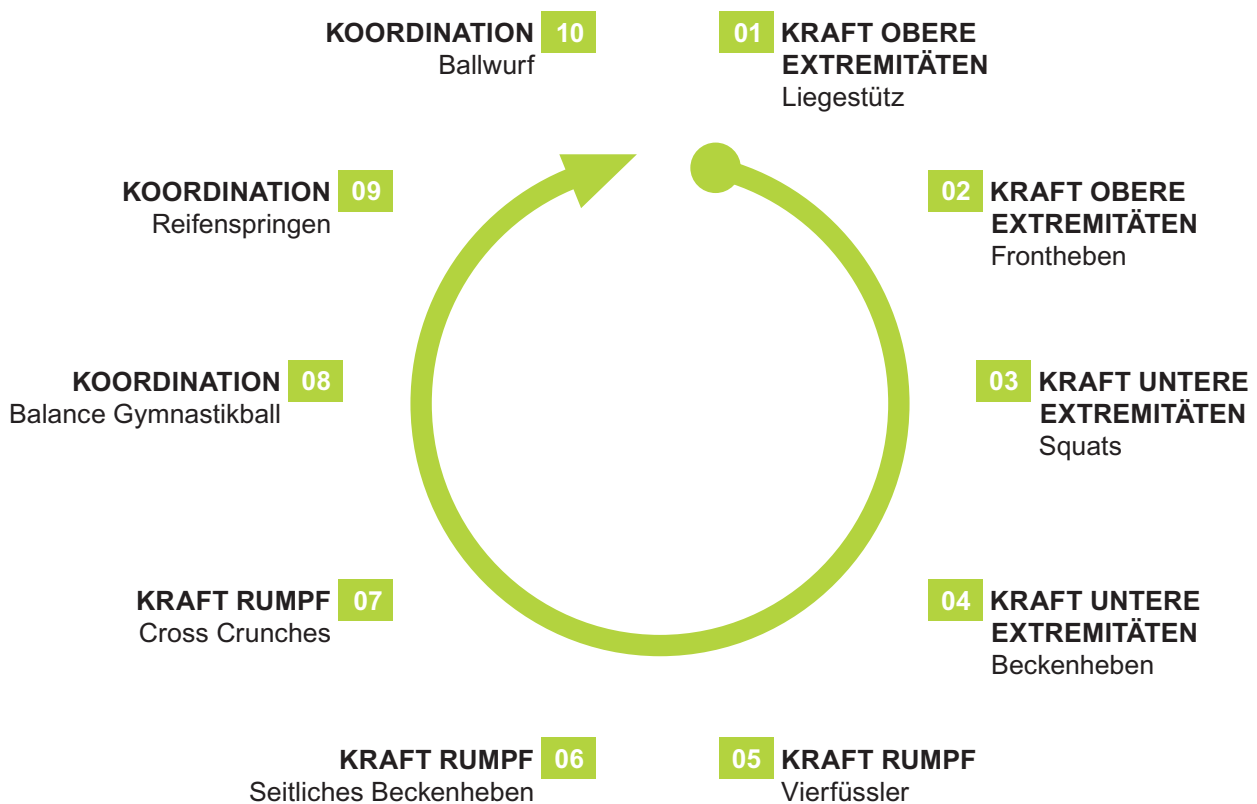 01 KRAFT OBERE
EXTREMITÄTEN
Liegestütz
02 KRAFT OBERE
EXTREMITÄTEN
Frontheben
03 KRAFT UNTERE
EXTREMITÄTEN
Squats
04 KRAFT UNTERE
EXTREMITÄTEN
Beckenheben
05 KRAFT RUMPF
Vierfüssler
KRAFT RUMPF 06
Seitliches Beckenheben
KRAFT RUMPF 07
Cross Crunches
KOORDINATION 08
Balance Gymnastikball
KOORDINATION 09
Reifenspringen
KOORDINATION 10
Ballwurf